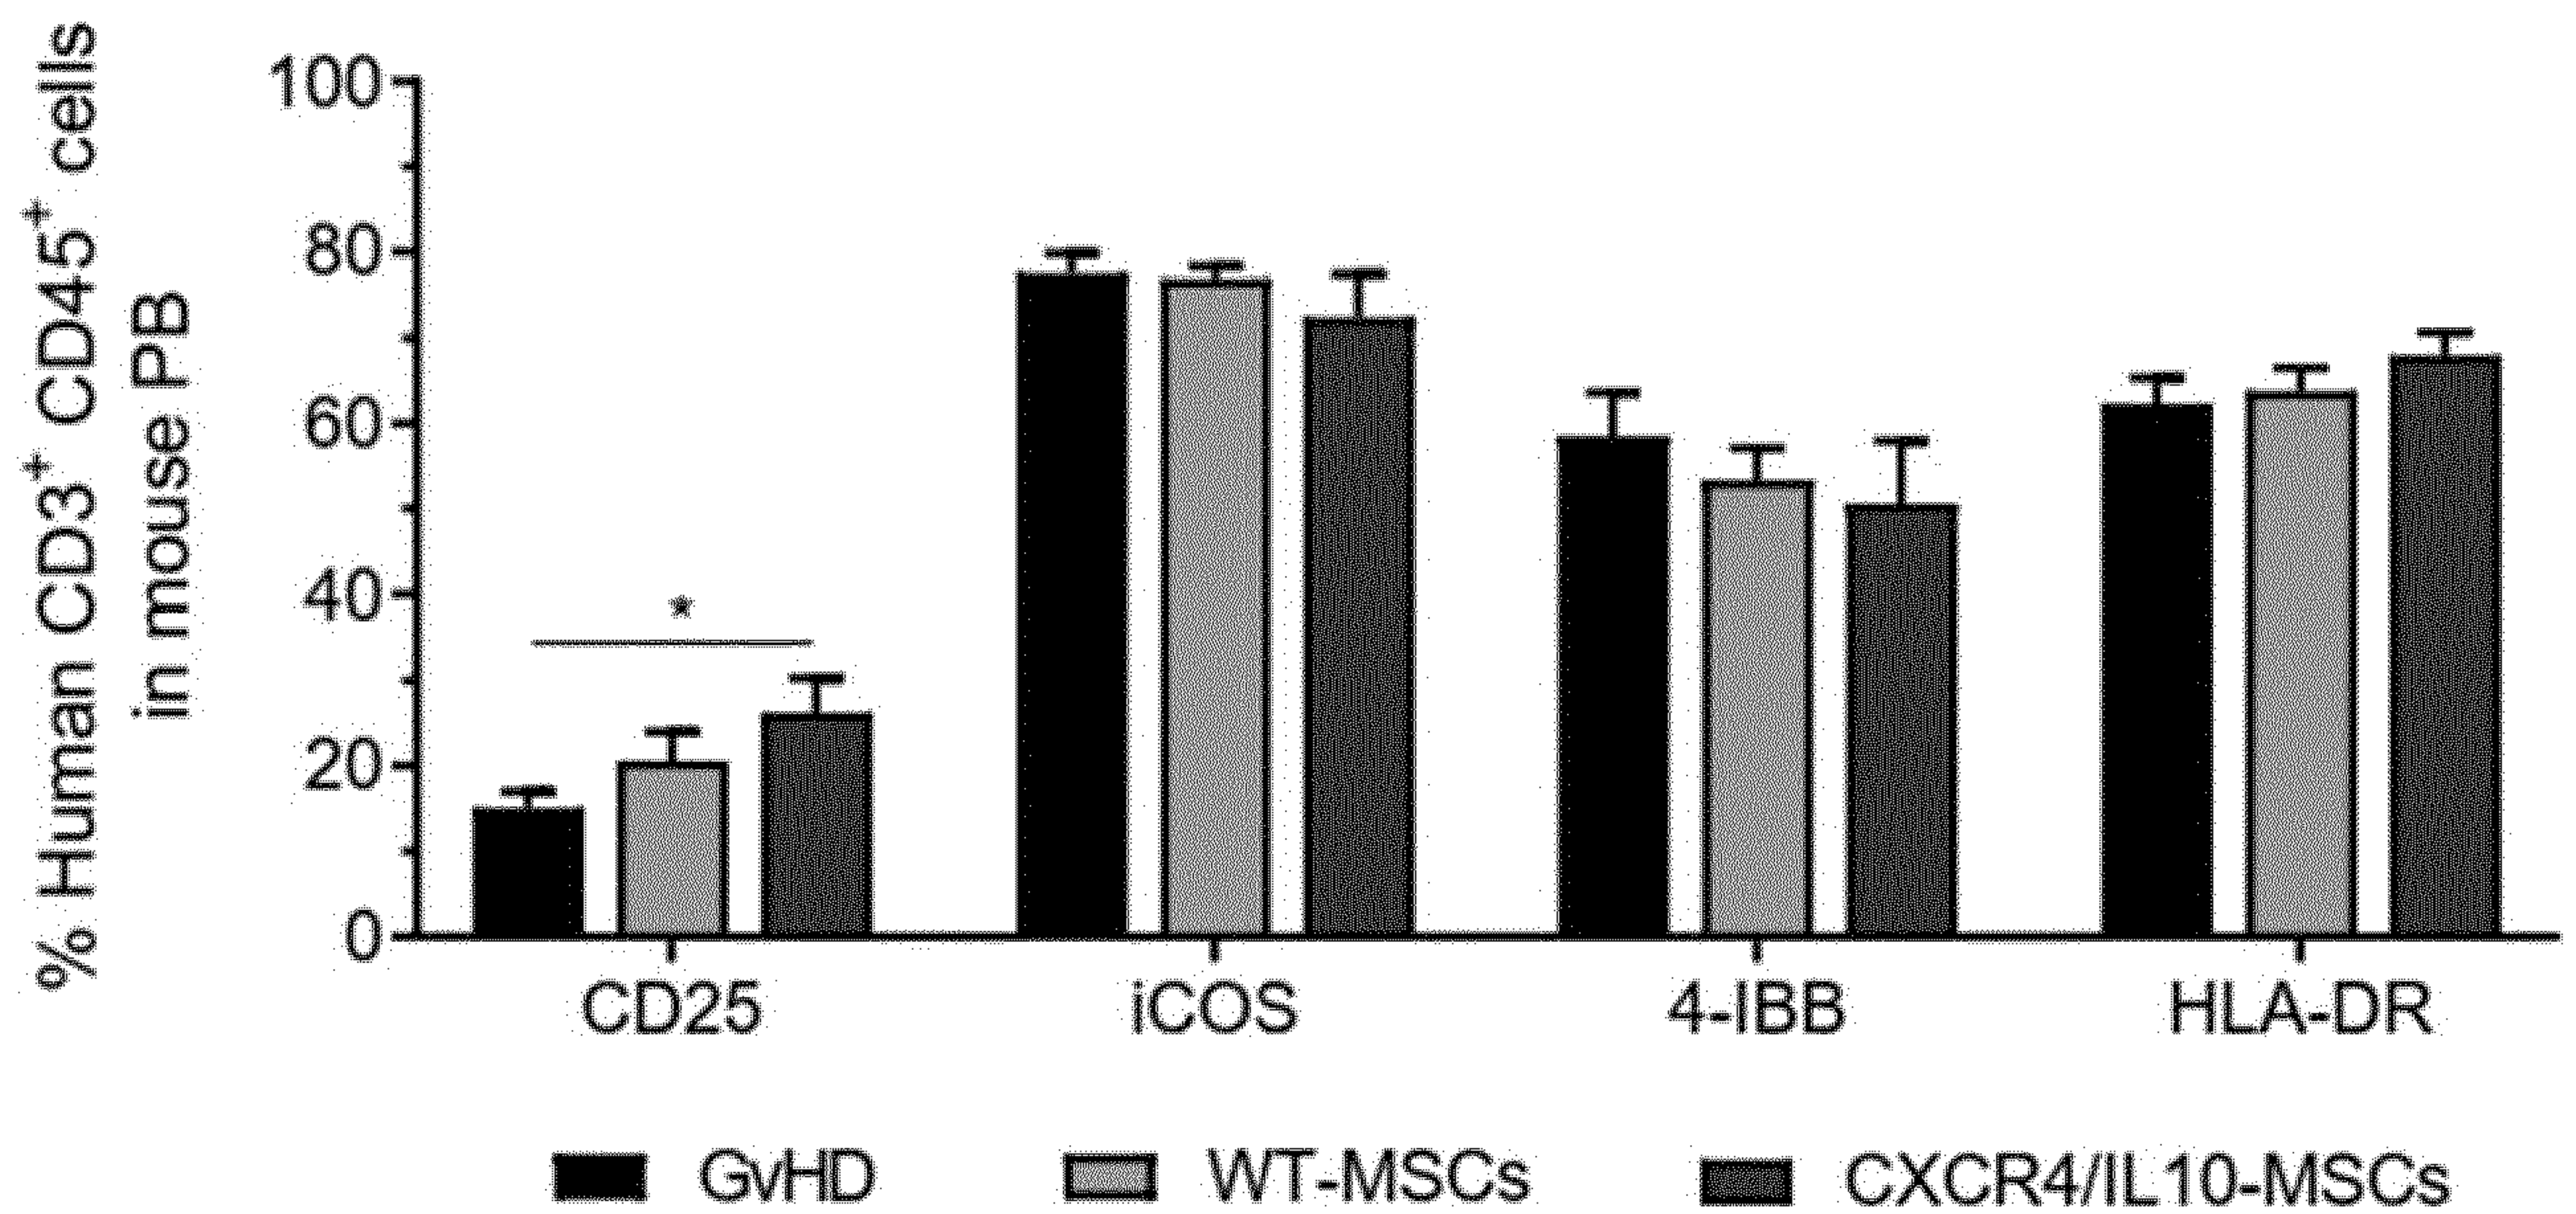 % Human CD3⁺ CD45⁺ cells
in mouse PB
100
80
60
40
20
0
*
CD25 iCOS 4-IBB HLA-DR
GvHD WT-MSCs CXCR4/IL10-MSCs